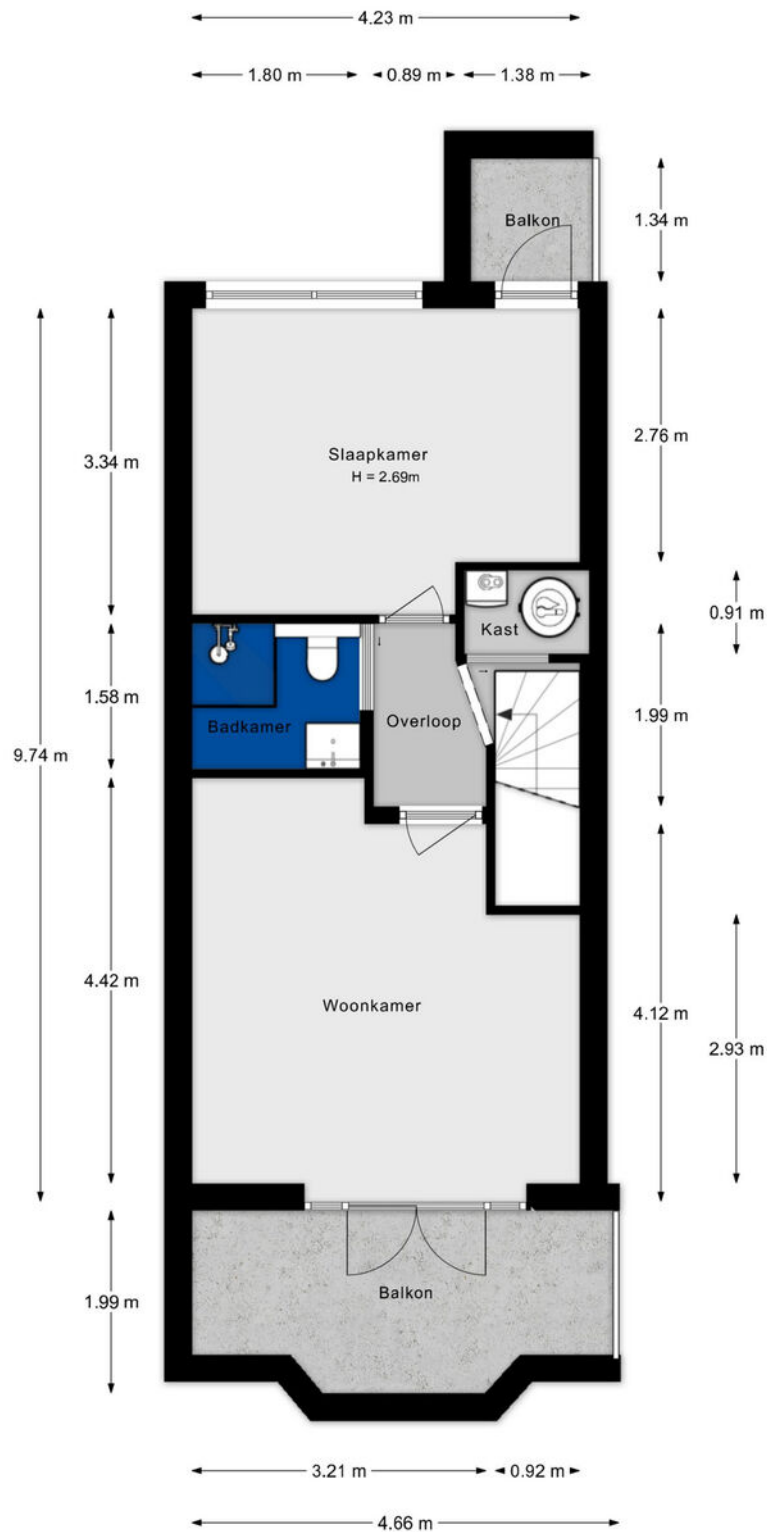 4.23 m
1.80 m
0.89 m
1.38 m
Balkon
1.34 m
Slaapkamer
H = 2.69m
3.34 m
2.76 m
Kast
0.91 m
Badkamer
Overloop
1.58 m
1.99 m
9.74 m
Woonkamer
4.42 m
4.12 m
2.93 m
Balkon
1.99 m
3.21 m
0.92 m
4.66 m